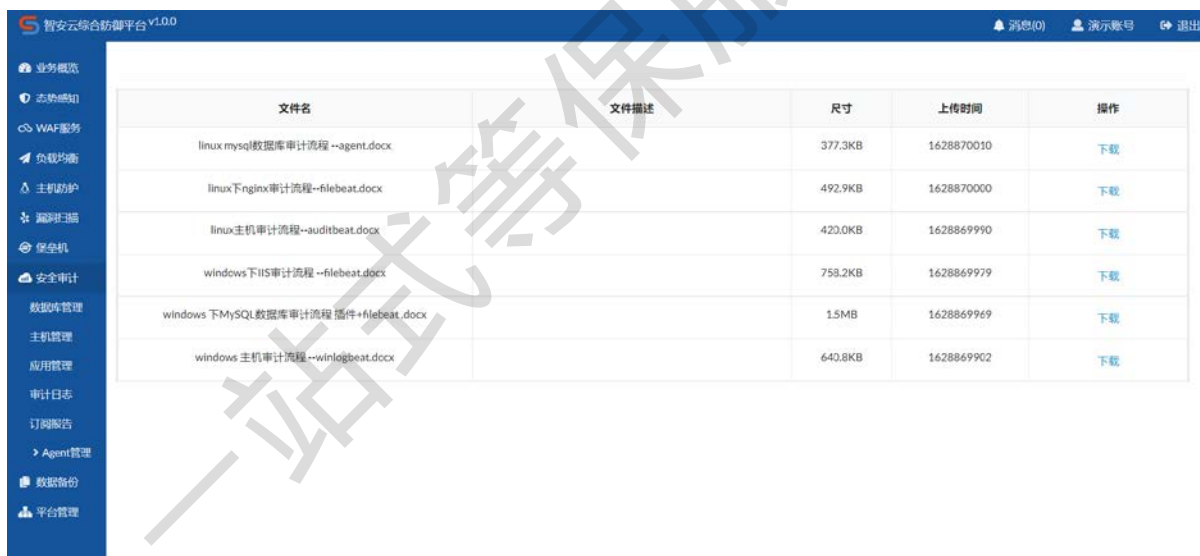 智安云综合防御平台 V1.0.0 消息(0) 演示账号 退出
业务概览
态势感知
WAF服务
负载均衡
主机防护
漏洞扫描
堡垒机
安全审计
数据库管理
主机管理
应用管理
审计日志
订阅报告
Agent管理
数据备份
平台管理
文件名 文件描述 尺寸 上传时间 操作
linux mysql数据库审计流程 --agent.docx 377.3KB 1628870010 下载
linux下nginx审计流程--filebeat.docx 492.9KB 1628870000 下载
linux主机审计流程--auditbeat.docx 420.0KB 1628869990 下载
windows下IIS审计流程 --filebeat.docx 758.2KB 1628869979 下载
windows 下MySQL数据库审计流程 插件+filebeat .docx 1.5MB 1628869969 下载
windows 主机审计流程 --winlogbeat.docx 640.8KB 1628869902 下载
一站式等保服